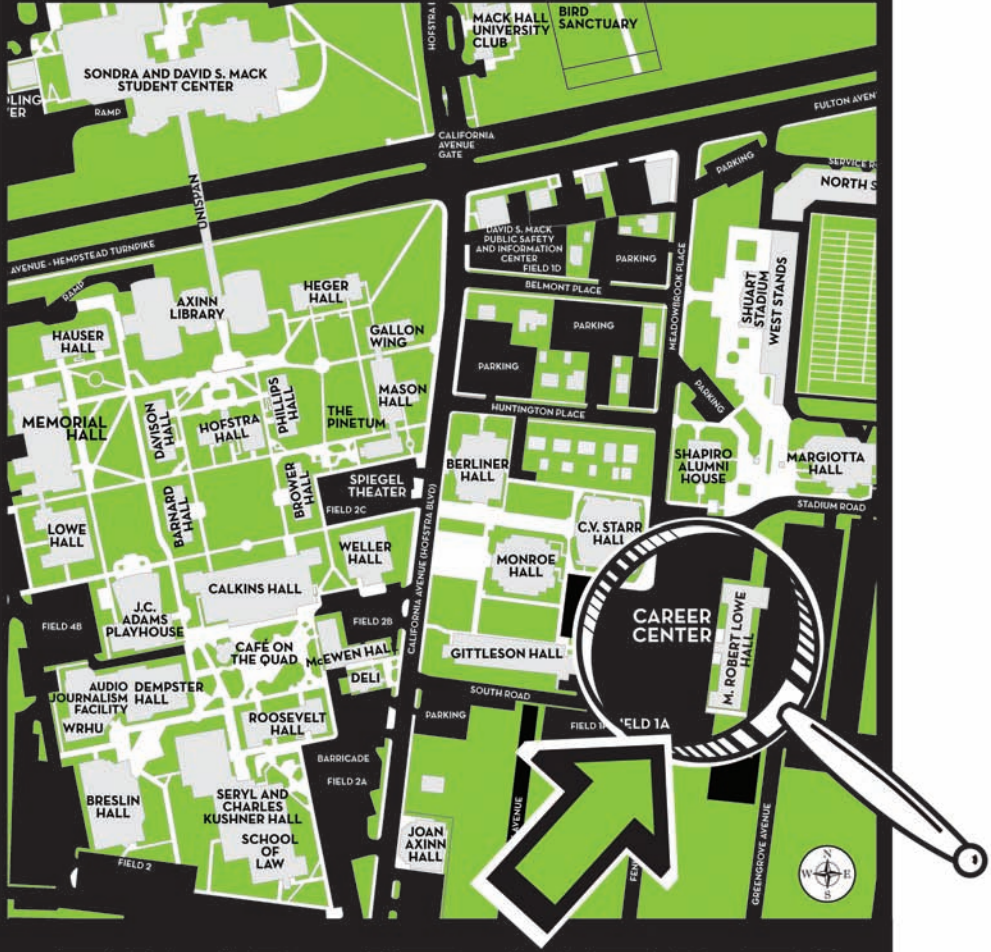 MACK HALL
UNIVERSITY
CLUB
BIRD
SANCTUARY
SONDRA AND DAVID S. MACK
STUDENT CENTER
RAMP
CALIFORNIA
AVENUE
GATE
PARKING
NORTH
UNISPAN
DAVID S. MACK
PUBLIC SAFETY
AND INFORMATION
CENTER
FIELD 1D
PARKING
AVENUE - HEMPSTEAD TURNPIKE
BELMONT PLACE
MEADOWBROOK PLACE
SHUART
STADIUM
WEST STANDS
RAMP
AXINN
LIBRARY
HEGER
HALL
HAUSER
HALL
GALLON
WING
PARKING
PARKING
PARKING
MEMORIAL
HALL
DAVISON
HALL
HOFSTRA
HALL
PHILLIPS
HALL
THE
PINETUM
MASON
HALL
HUNTINGTON PLACE
BERLINER
HALL
SHAPIRO
ALUMNI
HOUSE
MARGIOTTA
HALL
STADIUM ROAD
SPIEGEL
THEATER
FIELD 2C
BROWER
HALL
BARNARD
HALL
LOWE
HALL
WELLER
HALL
CALIFORNIA AVENUE (HOFSTRA BLVD)
C.V. STARR
HALL
MONROE
HALL
CALKINS HALL
J.C.
ADAMS
PLAYHOUSE
FIELD 4B
FIELD 2B
CAREER
CENTER
M. ROBERT LOWE
HALL
CAFÉ ON
THE QUAD
McEWEN HALL
DELI
GITTLESON HALL
SOUTH ROAD
AUDIO
JOURNALISM
FACILITY
WRHU
DEMPSTER
HALL
ROOSEVELT
HALL
PARKING
FIELD 1A
BARRICADE
FIELD 2A
BRESLIN
HALL
SERYL AND
CHARLES
KUSHNER HALL
SCHOOL
OF
LAW
JOAN
AXINN
HALL
AVENUE
GREENGROVE AVENUE
FIELD 2
N
W E
S